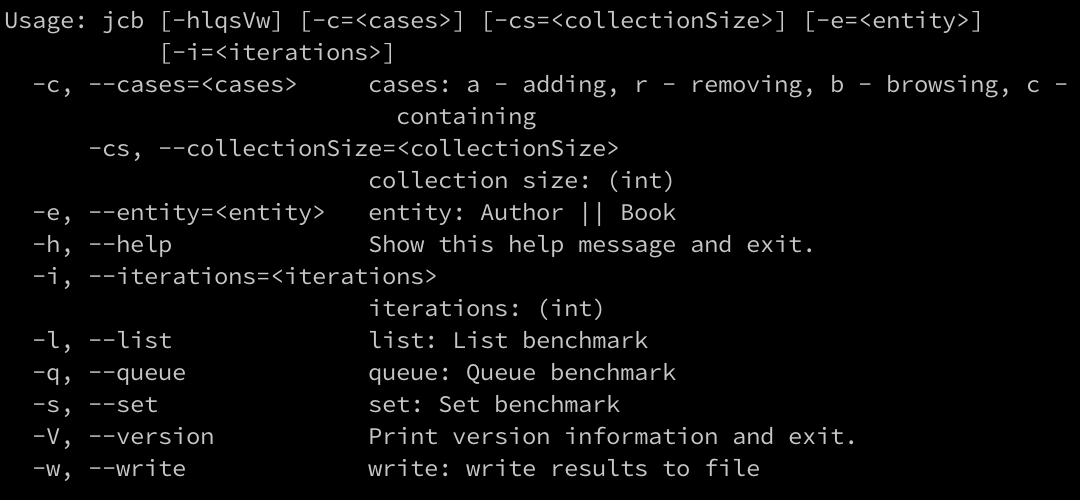 Usage: jcb [-hlqsVw] [-c=<cases>] [-cs=<collectionSize>] [-e=<entity>]
           [-i=<iterations>]
  -c, --cases=<cases>     cases: a - adding, r - removing, b - browsing, c -
                            containing
      -cs, --collectionSize=<collectionSize>
                          collection size: (int)
  -e, --entity=<entity>   entity: Author || Book
  -h, --help              Show this help message and exit.
  -i, --iterations=<iterations>
                          iterations: (int)
  -l, --list              list: List benchmark
  -q, --queue             queue: Queue benchmark
  -s, --set               set: Set benchmark
  -V, --version           Print version information and exit.
  -w, --write             write: write results to file